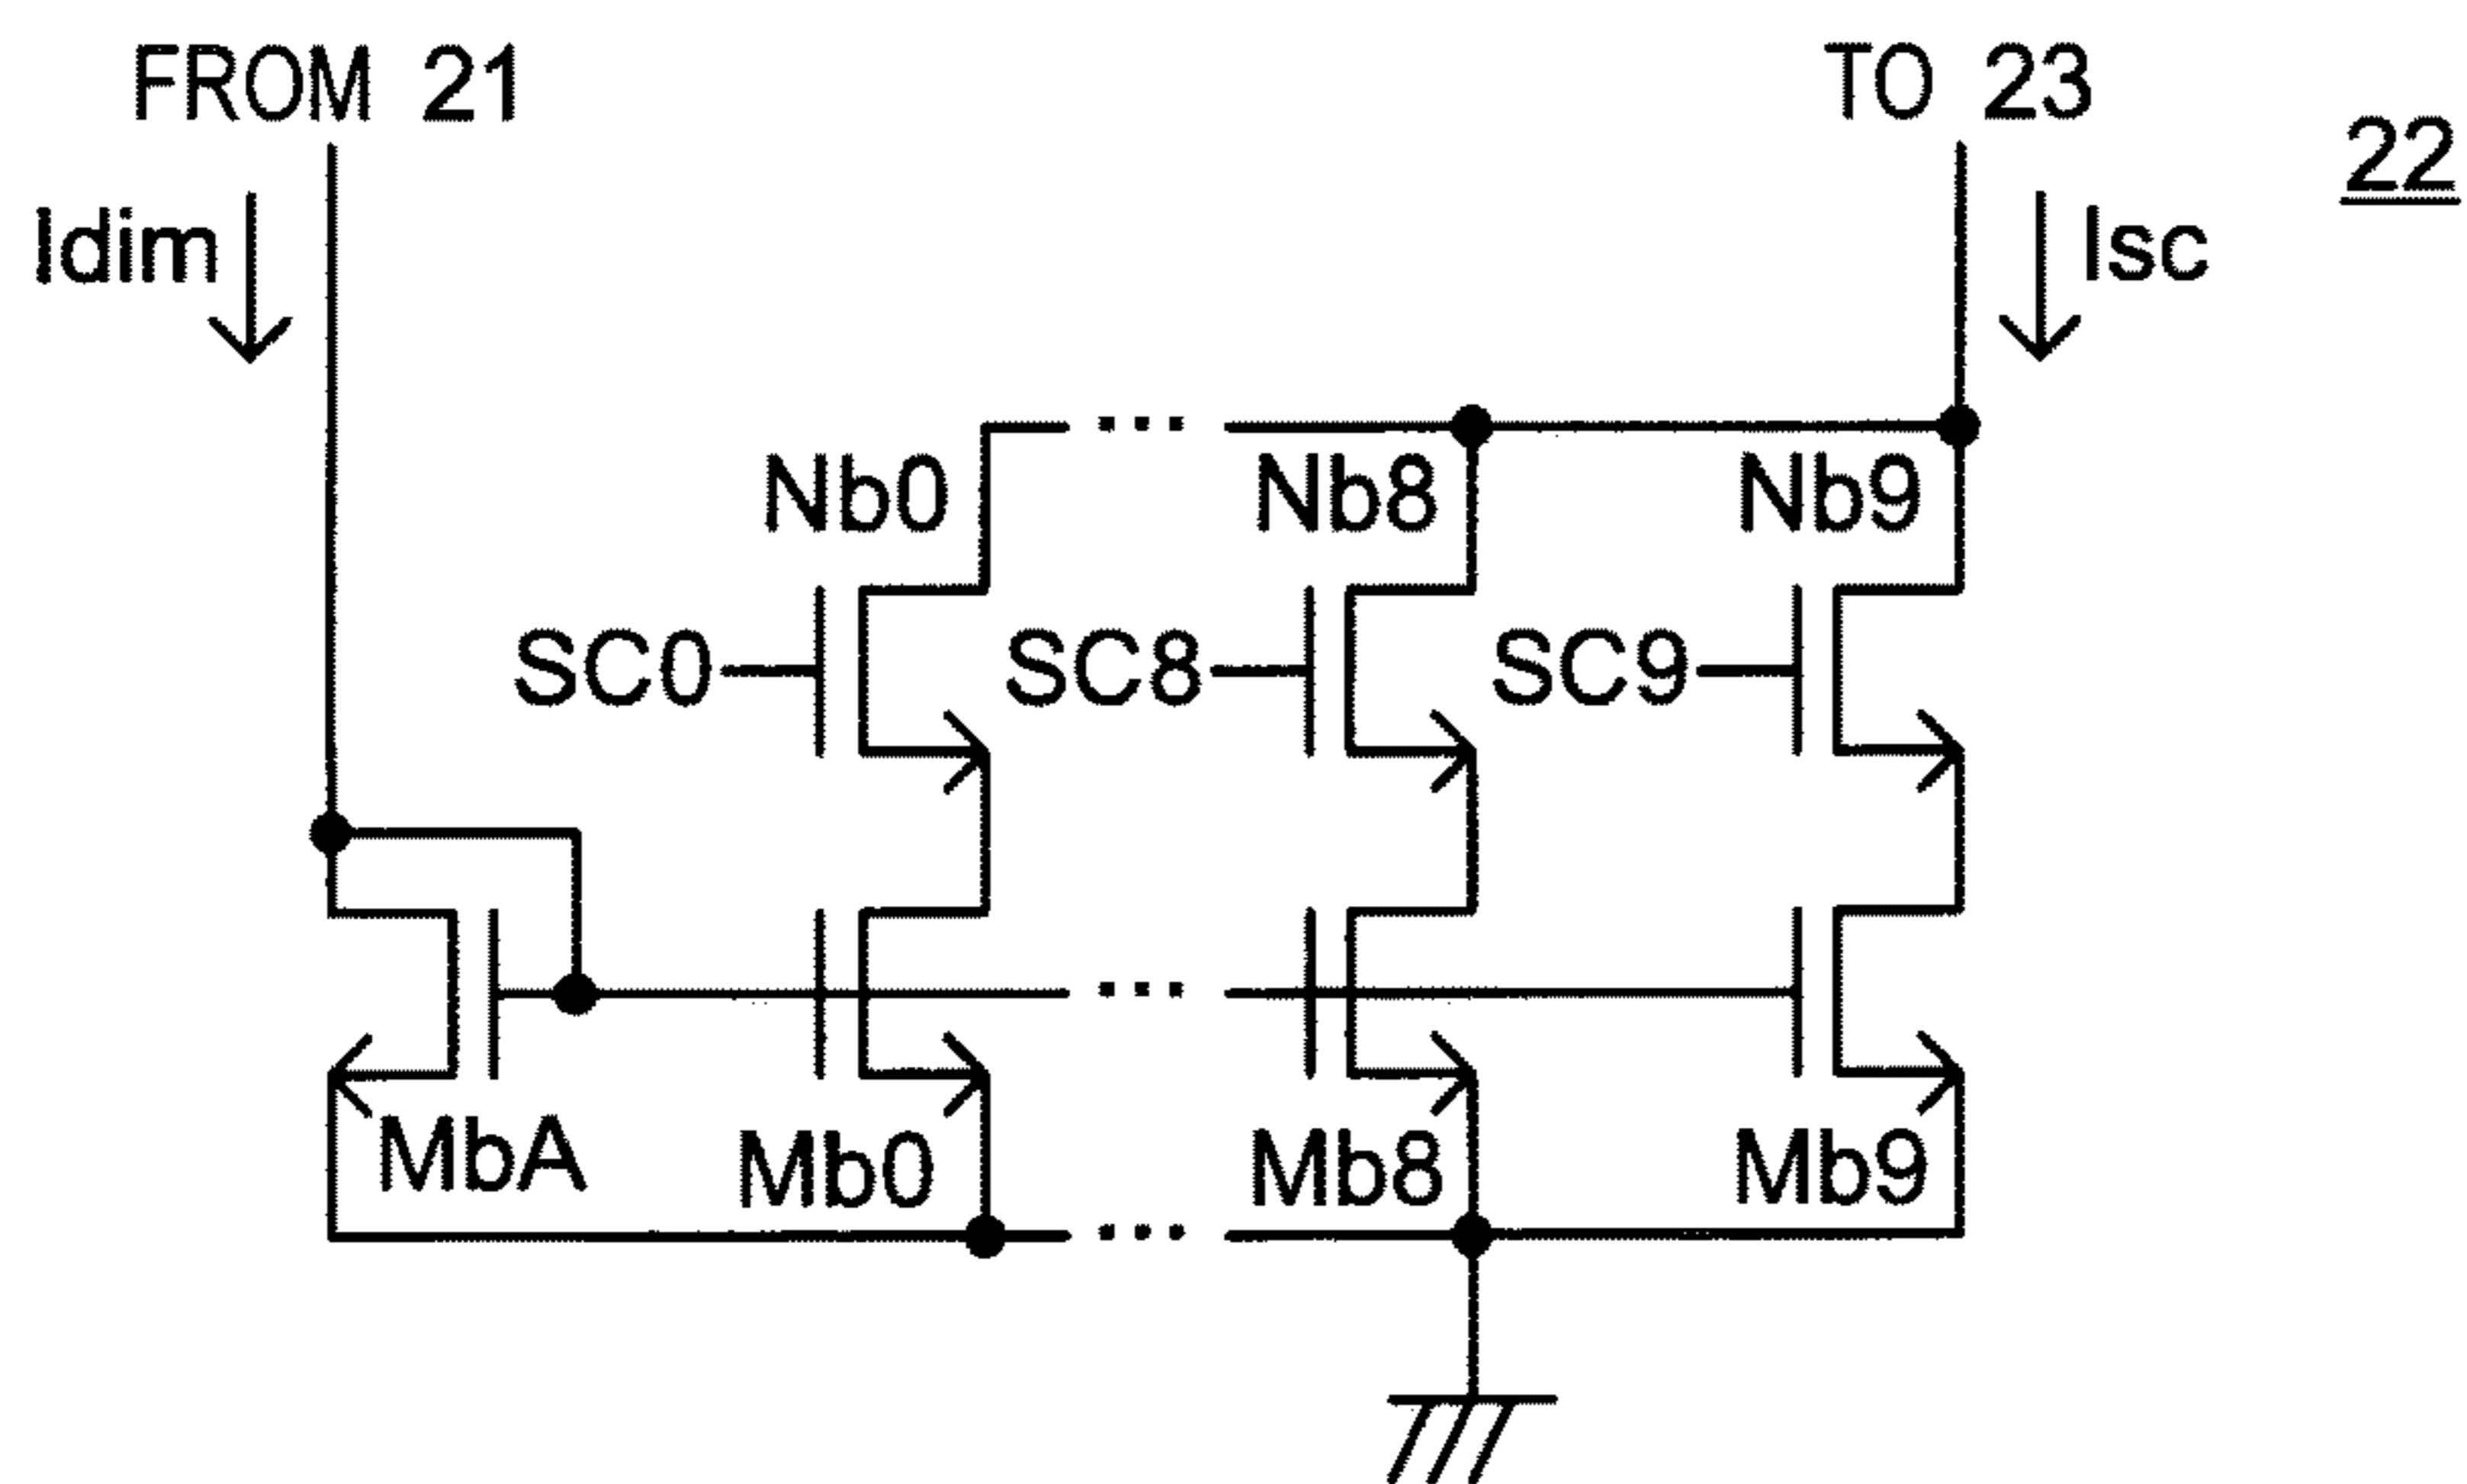 FROM 21
TO 23
22
Idim
Isc
Nb0
Nb8
Nb9
SC0
SC8
SC9
MbA
Mb0
Mb8
Mb9